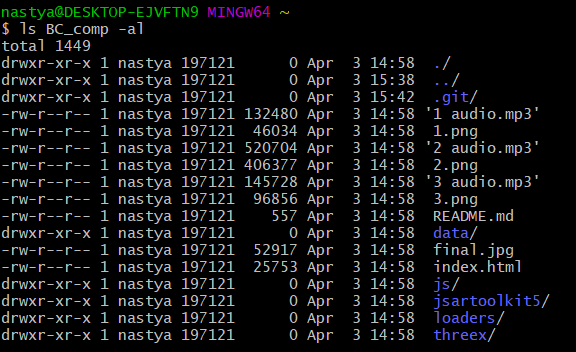 nastya@DESKTOP-EJVFTN9 MINGW64 ~
$ ls BC_comp -al
total 1449
drwxr-xr-x 1 nastya 197121      0 Apr  3 14:58  ./
drwxr-xr-x 1 nastya 197121      0 Apr  3 15:38  ../
drwxr-xr-x 1 nastya 197121      0 Apr  3 15:42  .git/
-rw-r--r-- 1 nastya 197121 132480 Apr  3 14:58 '1 audio.mp3'
-rw-r--r-- 1 nastya 197121  46034 Apr  3 14:58  1.png
-rw-r--r-- 1 nastya 197121 520704 Apr  3 14:58 '2 audio.mp3'
-rw-r--r-- 1 nastya 197121 406377 Apr  3 14:58  2.png
-rw-r--r-- 1 nastya 197121 145728 Apr  3 14:58 '3 audio.mp3'
-rw-r--r-- 1 nastya 197121  96856 Apr  3 14:58  3.png
-rw-r--r-- 1 nastya 197121    557 Apr  3 14:58  README.md
drwxr-xr-x 1 nastya 197121      0 Apr  3 14:58  data/
-rw-r--r-- 1 nastya 197121  52917 Apr  3 14:58  final.jpg
-rw-r--r-- 1 nastya 197121  25753 Apr  3 14:58  index.html
drwxr-xr-x 1 nastya 197121      0 Apr  3 14:58  js/
drwxr-xr-x 1 nastya 197121      0 Apr  3 14:58  jsartoolkit5/
drwxr-xr-x 1 nastya 197121      0 Apr  3 14:58  loaders/
drwxr-xr-x 1 nastya 197121      0 Apr  3 14:58  threex/